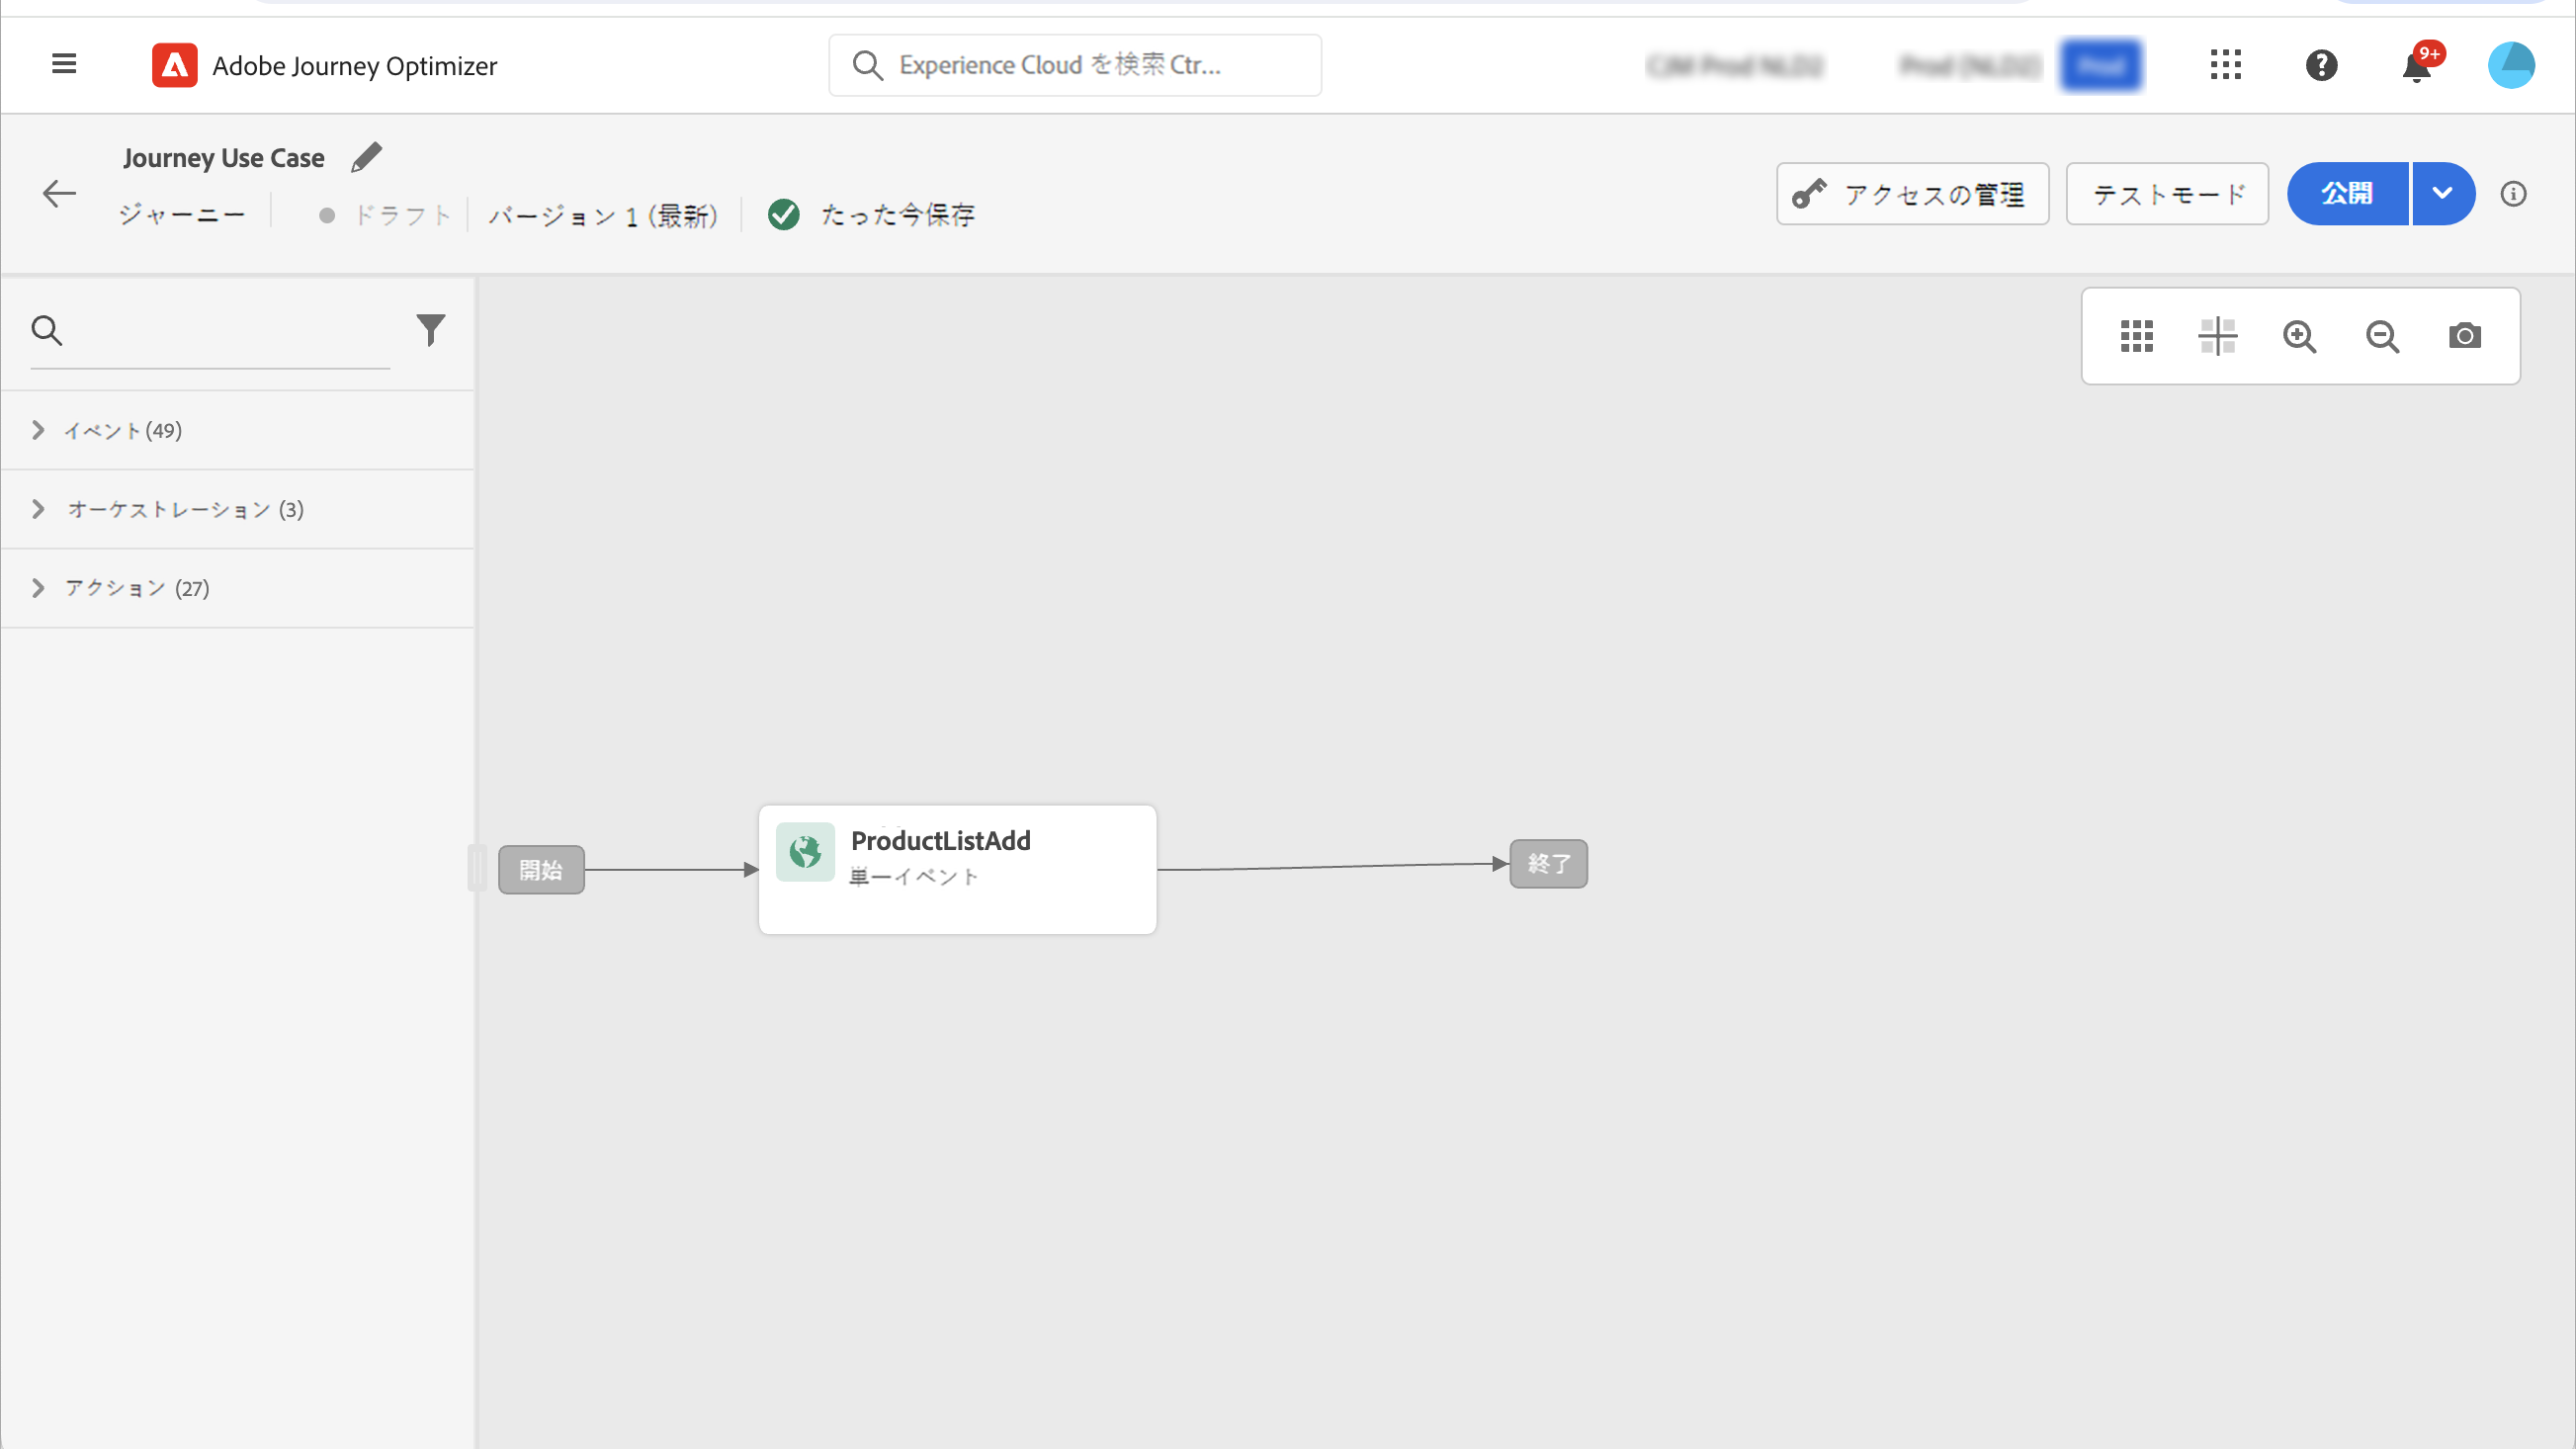 Adobe Journey Optimizer
Experience Cloud を検索 Ctr...
9+
Journey Use Case
ジャーニー
ドラフト
バージョン 1 (最新)
たった今保存
アクセスの管理
テストモード
公開
イベント(49)
オーケストレーション (3)
アクション (27)
開始
ProductListAdd
単一イベント
終了